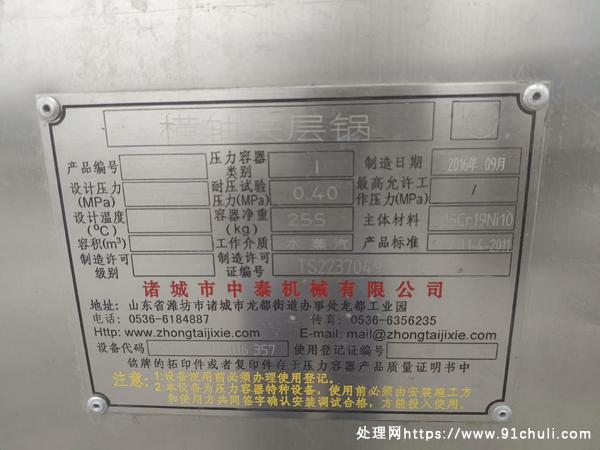 横轴夹层锅
产品编号 压力容器类别 I 制造日期 2016年 09月
设计压力(MPa) 耐压试验压力(MPa) 0.40 最高允许工作压力(MPa) /
设计温度(℃) 容器净重(kg) 255 主体材料 06Cr19Ni10
容积(m³) 工作介质 水蒸汽 产品标准 1.4-2011
制造许可级别 制造许可证编号 TS2237049
诸城市中泰机械有限公司
地址: 山东省潍坊市诸城市龙都街道办事处龙都工业园
电话: 0536-6184887 传真: 0536-6356235
Http: www.zhongtaijixie.com E-mail: mail@zhongtaijixie.com
设备代码 357 使用登记证编号
铭牌的拓印件或者复印件存于压力容器产品质量证明书中
注意: 1:设备使用前必须办理使用登记。
2:本设备为压力容器特种设备, 使用前必须由安装施工方
和使用方共同签字确认安装调试合格, 方能投入使用。
处理网https://www.91chuli.com